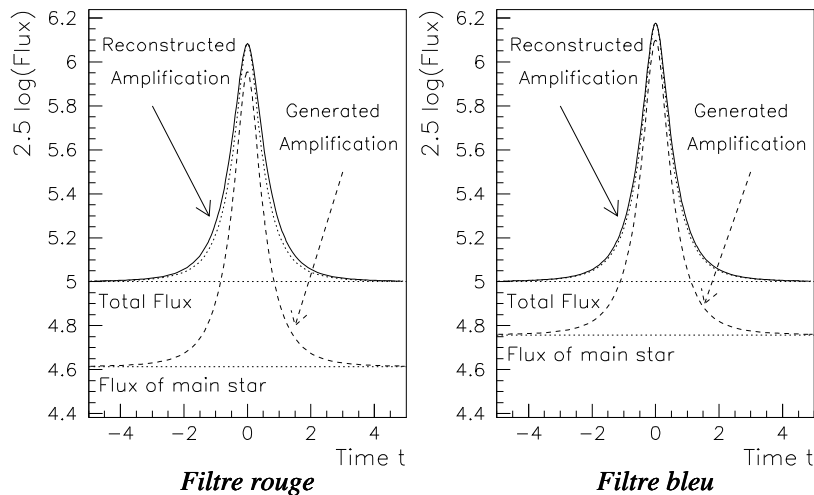 2.5 log(Flux)
6.2
6
5.8
5.6
5.4
5.2
5
4.8
4.6
4.4
Reconstructed
Amplification
Generated
Amplification
Total Flux
Flux of main star
−4
−2
0
2
4
Time t
Filtre rouge
2.5 log(Flux)
6.2
6
5.8
5.6
5.4
5.2
5
4.8
4.6
4.4
Reconstructed
Amplification
Generated
Amplification
Total Flux
Flux of main star
−4
−2
0
2
4
Time t
Filtre bleu